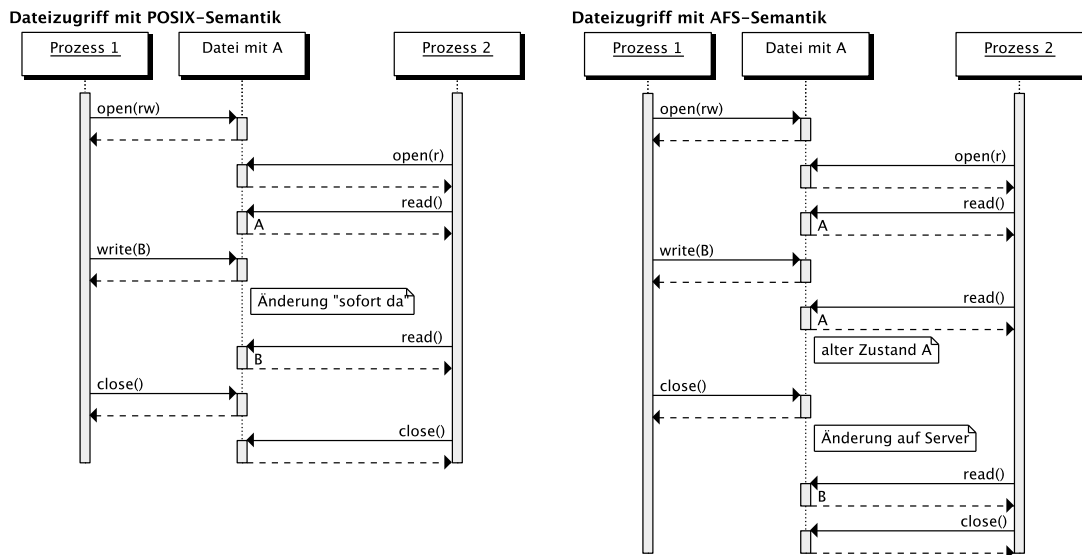 Dateizugriff mit POSIX-Semantik
Prozess 1
Datei mit A
Prozess 2
open(rw)
open(r)
read()
A
write(B)
Änderung "sofort da"
read()
B
close()
close()
Dateizugriff mit AFS-Semantik
Prozess 1
Datei mit A
Prozess 2
open(rw)
open(r)
read()
A
write(B)
read()
A
alter Zustand A
close()
Änderung auf Server
read()
B
close()